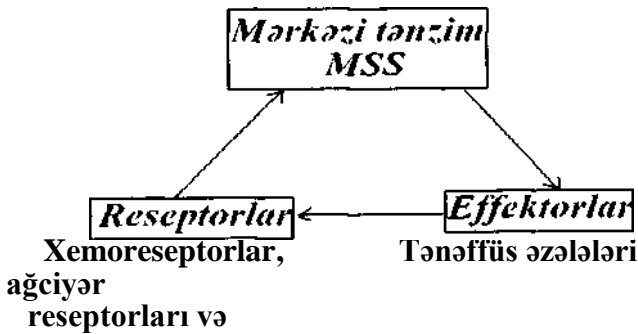 Mərkəzi tənzim
MSS
Reseptorlar
Effektorlar
Xemoreseptorlar,
ağciyər
reseptorları və
Tənəffüs əzələləri